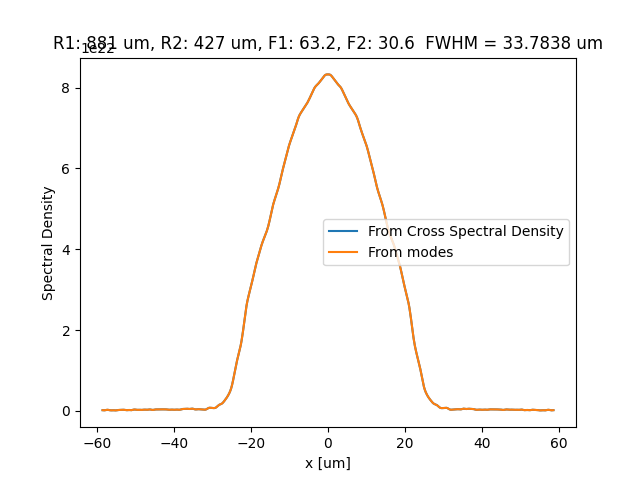 R1: 881 um, R2: 427 um, F1: 63.2, F2: 30.6  FWHM = 33.7838 um
1e22
8
6
4
2
0
Spectral Density
From Cross Spectral Density
From modes
−60 −40 −20 0 20 40 60
x [um]